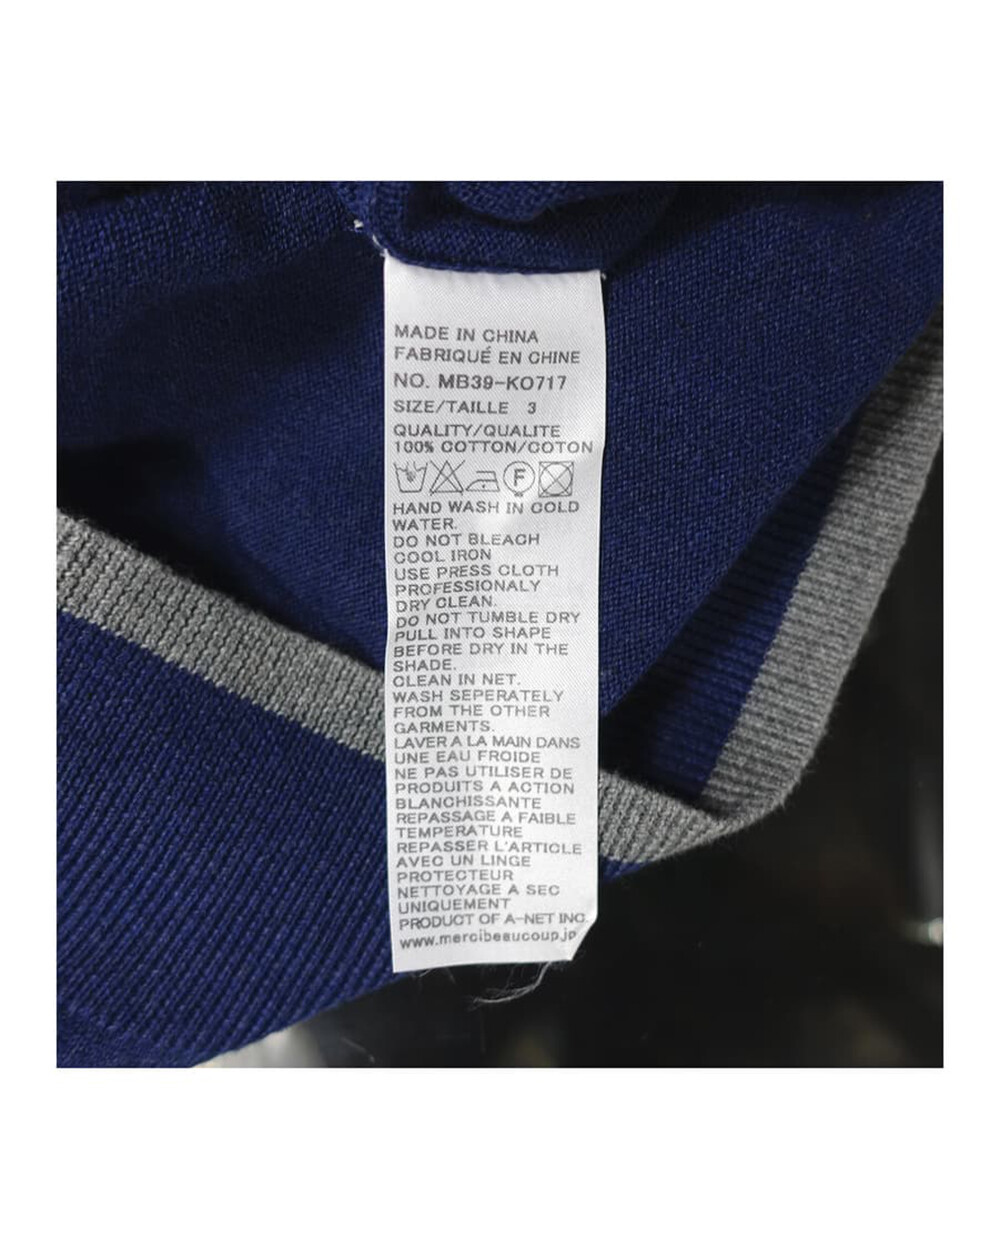 MADE IN CHINA
FABRIQUÉ EN CHINE
NO. MB39-KO717
SIZE/TAILLE 3
QUALITY/QUALITE
100% COTTON/COTON
F
HAND WASH IN COLD
WATER.
DO NOT BLEACH
COOL IRON
USE PRESS CLOTH
PROFESSIONALY
DRY CLEAN.
DO NOT TUMBLE DRY
PULL INTO SHAPE
BEFORE DRY IN THE
SHADE.
CLEAN IN NET.
WASH SEPERATELY
FROM THE OTHER
GARMENTS.
LAVER A LA MAIN DANS
UNE EAU FROIDE
NE PAS UTILISER DE
PRODUITS A ACTION
BLANCHISSANTE
REPASSAGE A FAIBLE
TEMPERATURE
REPASSER L'ARTICLE
AVEC UN LINGE
PROTECTEUR
NETTOYAGE A SEC
UNIQUEMENT
PRODUCT OF A-NET INC.
www.mercibeaucoup.jp